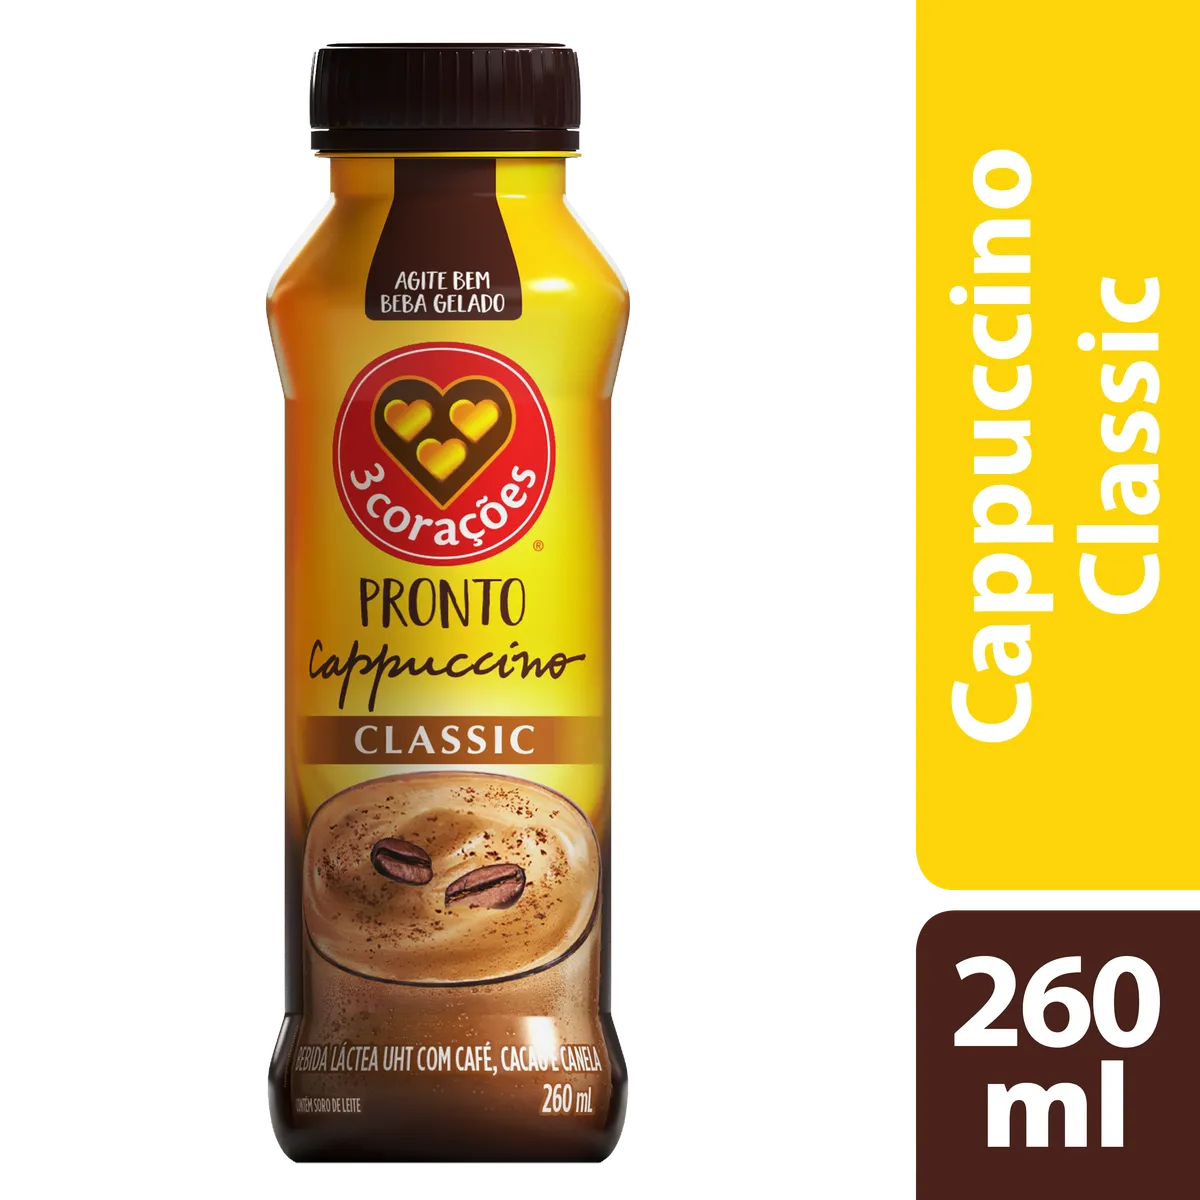 AGITE BEM
BEBA GELADO
3 corações
®
PRONTO
Cappuccino
CLASSIC
BEBIDA LÁCTEA UHT COM CAFÉ, CACAU E CANELA
CONTÉM SORO DE LEITE
260 mL
Cappuccino
Classic
260
ml